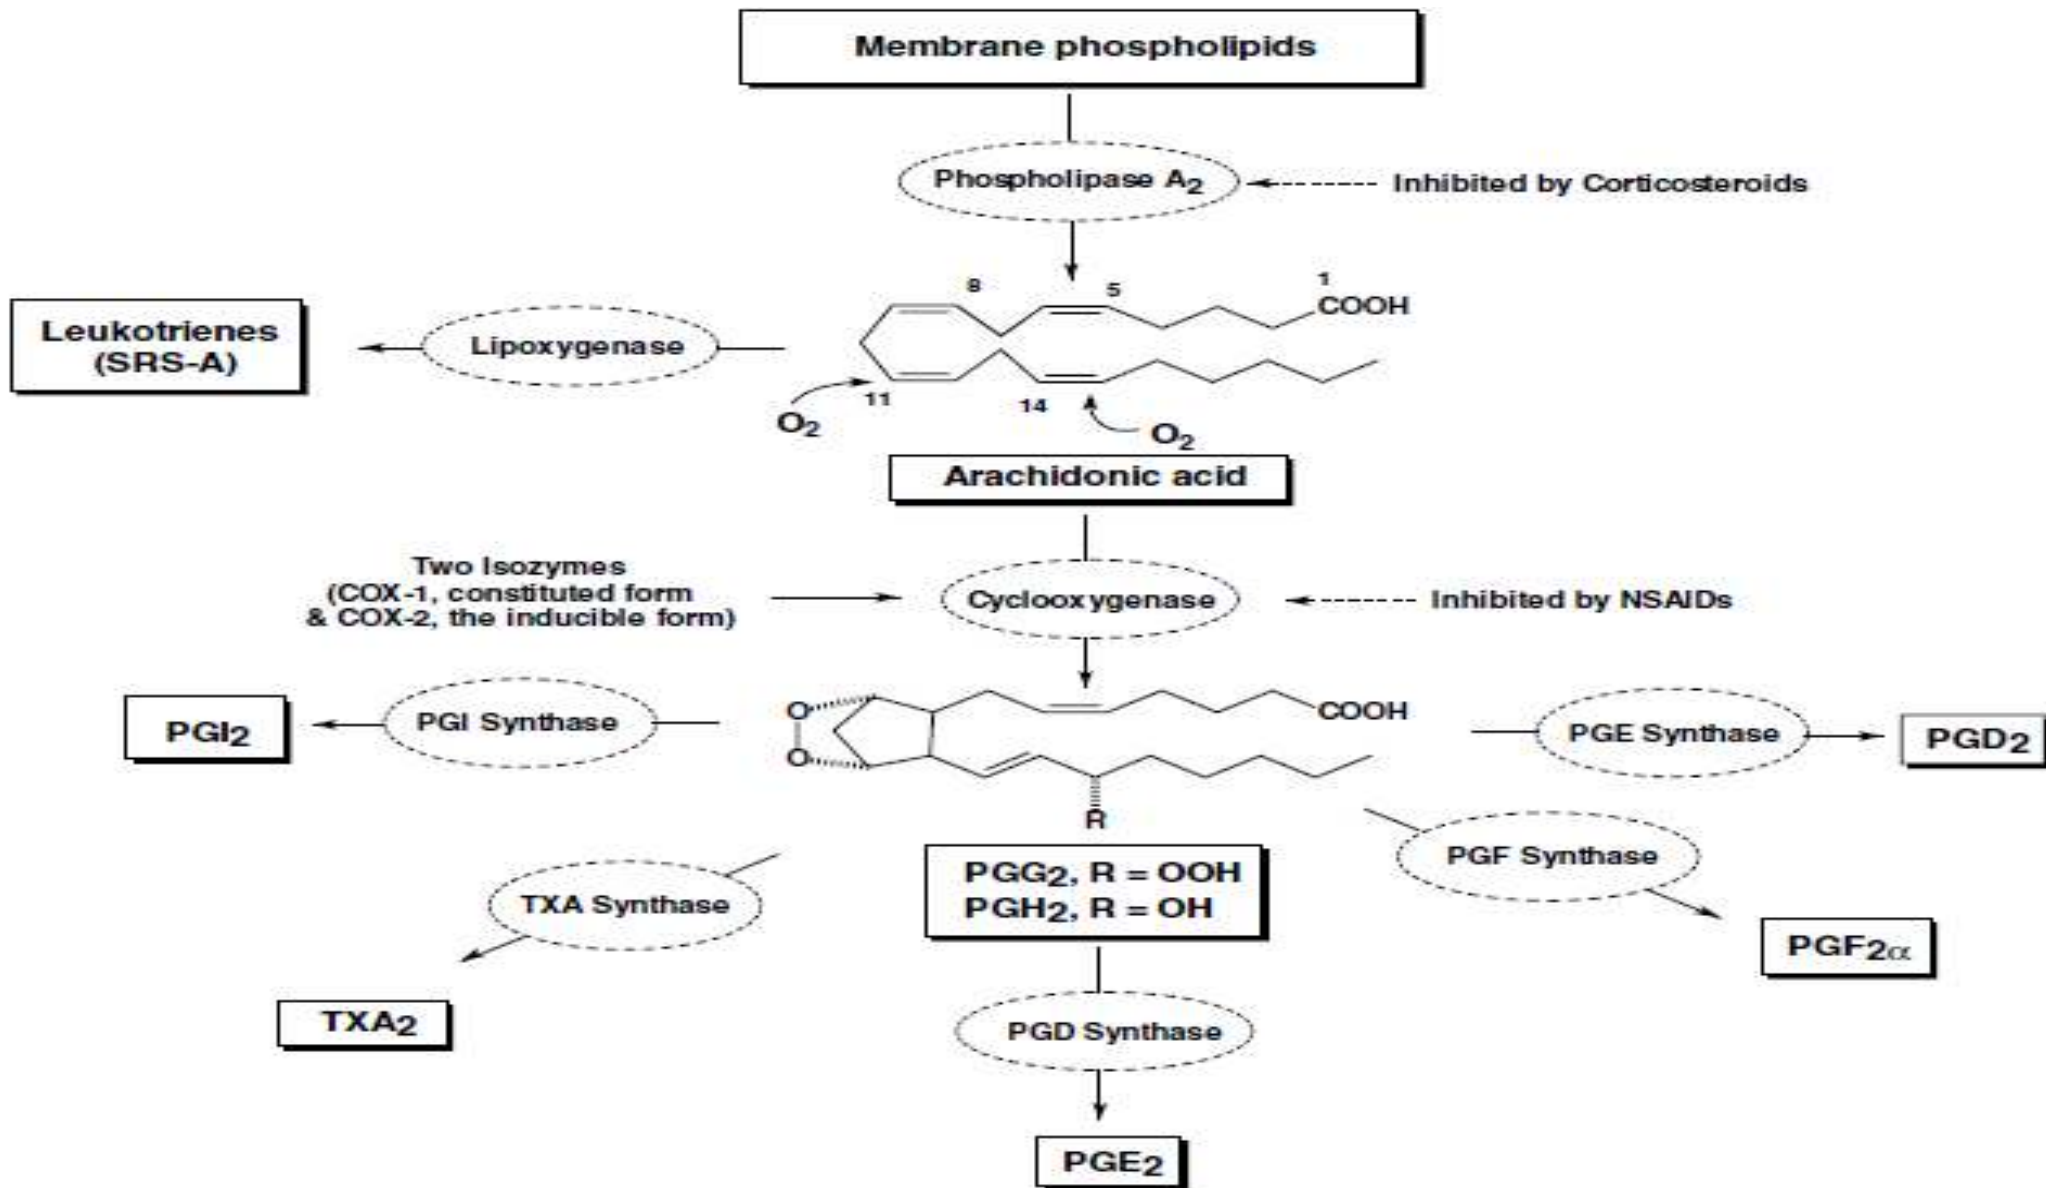 Membrane phospholipids
Phospholipase A2
Inhibited by Corticosteroids
8
5
1
COOH
Leukotrienes
(SRS-A)
Lipoxygenase
11
14
O2
O2
Arachidonic acid
Two Isozymes
(COX-1, constituted form
& COX-2, the inducible form)
Cyclooxygenase
Inhibited by NSAIDs
PGI2
PGI Synthase
O
O
COOH
R
PGE Synthase
PGD2
TXA Synthase
PGG2, R = OOH
PGH2, R = OH
PGF Synthase
PGF2α
TXA2
PGD Synthase
PGE2